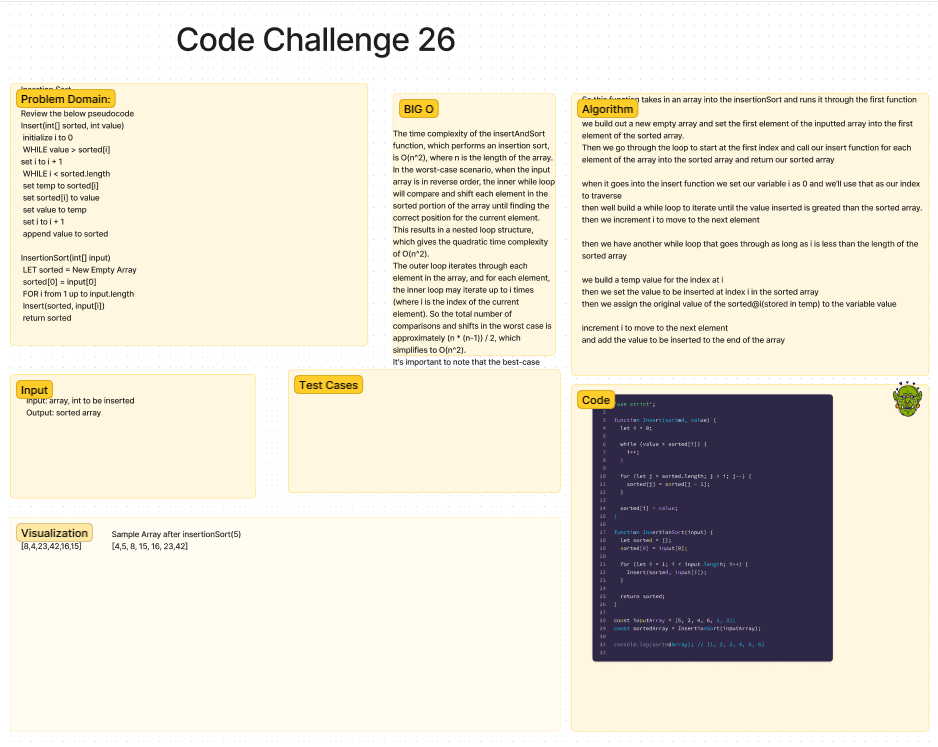 Code Challenge 26
Insertion Sort
Problem Domain:
Review the below pseudocode
Insert(int[] sorted, int value)
initialize i to 0
WHILE value > sorted[i]
set i to i + 1
WHILE i < sorted.length
set temp to sorted[i]
set sorted[i] to value
set value to temp
set i to i + 1
append value to sorted
InsertionSort(int[] input)
LET sorted = New Empty Array
sorted[0] = input[0]
FOR i from 1 up to input.length
Insert(sorted, input[i])
return sorted
BIG O
The time complexity of the insertAndSort
function, which performs an insertion sort,
is O(n^2), where n is the length of the array.
In the worst-case scenario, when the input
array is in reverse order, the inner while loop
will compare and shift each element in the
sorted portion of the array until finding the
correct position for the current element.
This results in a nested loop structure,
which gives the quadratic time complexity
of O(n^2).
The outer loop iterates through each
element in the array, and for each element,
the inner loop may iterate up to i times
(where i is the index of the current
element). So the total number of
comparisons and shifts in the worst case is
approximately (n * (n-1)) / 2, which
simplifies to O(n^2).
It's important to note that the best-case
So this function takes in an array into the insertionSort and runs it through the first function
Algorithm
we build out a new empty array and set the first element of the inputted array into the first
element of the sorted array.
Then we go through the loop to start at the first index and call our insert function for each
element of the array into the sorted array and return our sorted array
when it goes into the insert function we set our variable i as 0 and we'll use that as our index
to traverse
then well build a while loop to iterate until the value inserted is greated than the sorted array.
then we increment i to move to the next element
then we have another while loop that goes through as long as i is less than the length of the
sorted array
we build a temp value for the index at i
then we set the value to be inserted at index i in the sorted array
then we assign the original value of the sorted@i(stored in temp) to the variable value
increment i to move to the next element
and add the value to be inserted to the end of the array
Input
Input: array, int to be inserted
Output: sorted array
Test Cases
Visualization
[8,4,23,42,16,15]
Sample Array after insertionSort(5)
[4,5, 8, 15, 16, 23,42]
Code
use strict';
2
3 function Insert(sorted, value) {
4 let i = 0;
5
6 while (value > sorted[i]) {
7 i++;
8 }
9
10 for (let j = sorted.length; j > i; j--) {
11 sorted[j] = sorted[j - 1];
12 }
13
14 sorted[i] = value;
15 }
16
17 function InsertionSort(input) {
18 let sorted = [];
19 sorted[0] = input[0];
20
21 for (let i = 1; i < input.length; i++) {
22 Insert(sorted, input[i]);
23 }
24
25 return sorted;
26 }
27
28 const inputArray = [5, 2, 4, 6, 1, 3];
29 const sortedArray = InsertionSort(inputArray);
30
31 console.log(sortedArray); // [1, 2, 3, 4, 5, 6]
32